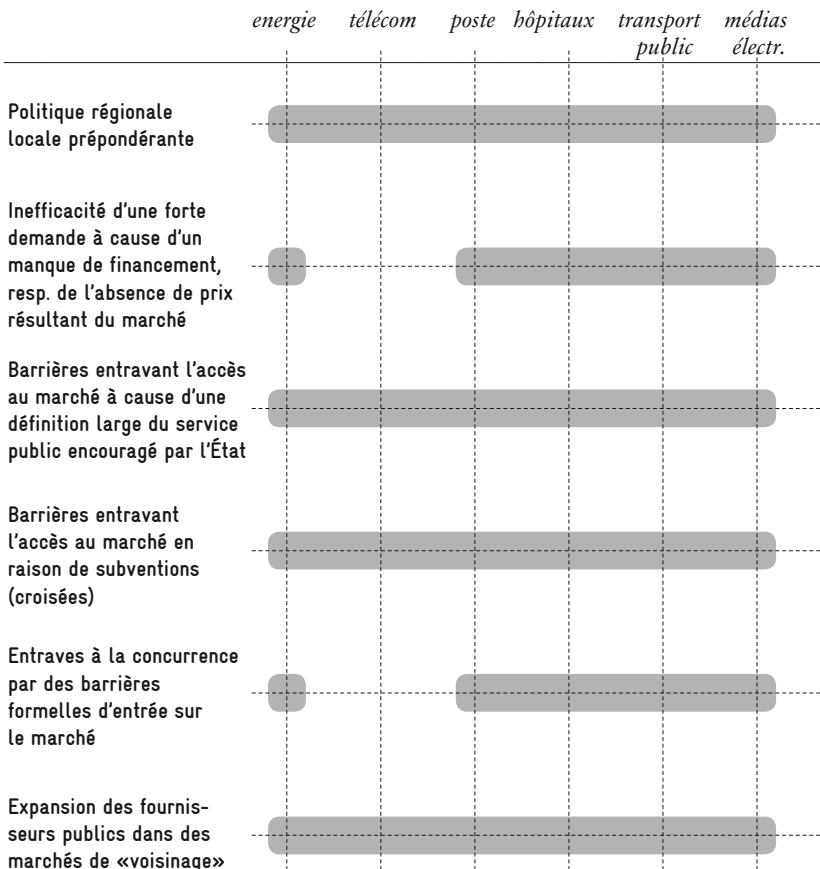 energie télécom poste hôpitaux transport public médias électr.
Politique régionale
locale prépondérante
Inefficacité d'une forte
demande à cause d'un
manque de financement,
resp. de l'absence de prix
résultant du marché
Barrières entravant l'accès
au marché à cause d'une
définition large du service
public encouragé par l'État
Barrières entravant
l'accès au marché en
raison de subventions
(croisées)
Entraves à la concurrence
par des barrières
formelles d'entrée sur
le marché
Expansion des fournis-
seurs publics dans des
marchés de «voisinage»